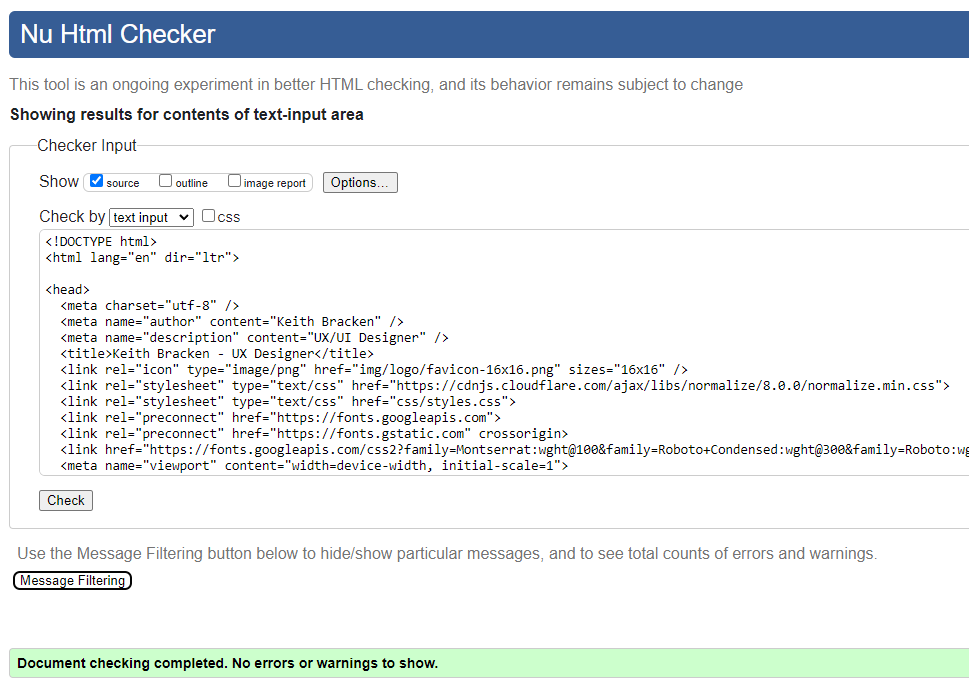 Nu Html Checker
This tool is an ongoing experiment in better HTML checking, and its behavior remains subject to change
Showing results for contents of text-input area
Checker Input
Show source outline image report Options...
Check by text input css
<!DOCTYPE html>
<html lang="en" dir="ltr">
<head>
<meta charset="utf-8" />
<meta name="author" content="Keith Bracken" />
<meta name="description" content="UX/UI Designer" />
<title>Keith Bracken - UX Designer</title>
<link rel="icon" type="image/png" href="img/logo/favicon-16x16.png" sizes="16x16" />
<link rel="stylesheet" type="text/css" href="https://cdnjs.cloudflare.com/ajax/libs/normalize/8.0.0/normalize.min.css">
<link rel="stylesheet" type="text/css" href="css/styles.css">
<link rel="preconnect" href="https://fonts.googleapis.com">
<link rel="preconnect" href="https://fonts.gstatic.com" crossorigin>
<link href="https://fonts.googleapis.com/css2?family=Montserrat:wght@100&family=Roboto+Condensed:wght@300&family=Roboto:wg
<meta name="viewport" content="width=device-width, initial-scale=1">
Check
Use the Message Filtering button below to hide/show particular messages, and to see total counts of errors and warnings.
Message Filtering
Document checking completed. No errors or warnings to show.